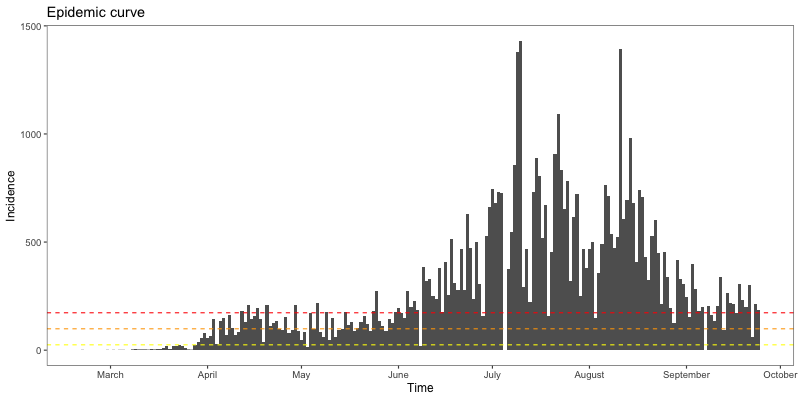 Epidemic curve
1500
1000
500
0
Incidence
March April May June July August September October
Time